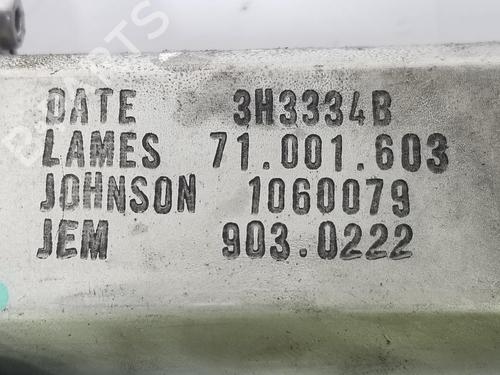 DATE 3H3334B
LAMES 71.001.603
JOHNSON 1060079
JEM 903.0222